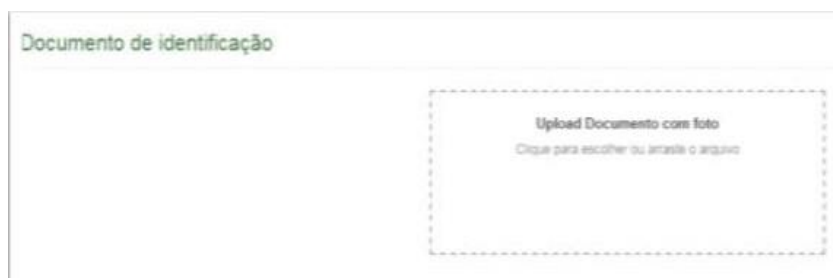 Documento de identificação
Upload Documento com foto
Clique para escolher ou arraste o arquivo